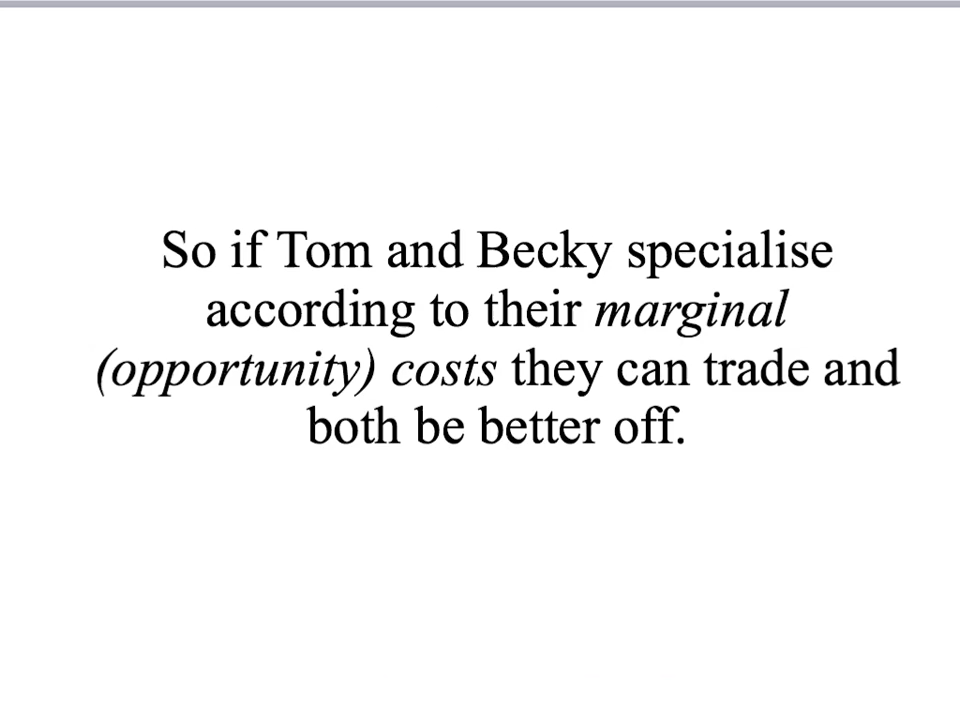 So if Tom and Becky specialise
according to their marginal
(opportunity) costs they can trade and
both be better off.